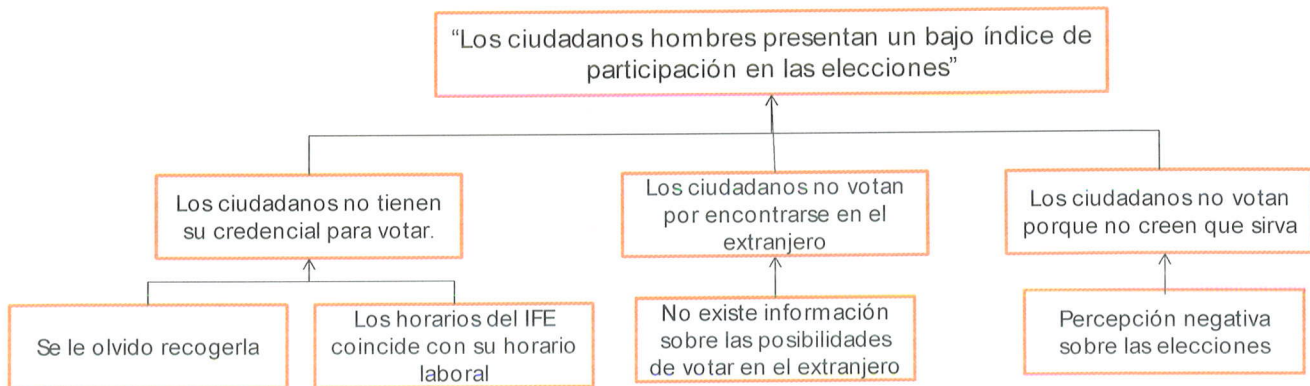 “Los ciudadanos hombres presentan un bajo índice de
participación en las elecciones”
Los ciudadanos no tienen
su credencial para votar.
Los ciudadanos no votan
por encontrarse en el
extranjero
Los ciudadanos no votan
porque no creen que sirva
Se le olvido recogerla
Los horarios del IFE
coincide con su horario
laboral
No existe información
sobre las posibilidades
de votar en el extranjero
Percepción negativa
sobre las elecciones